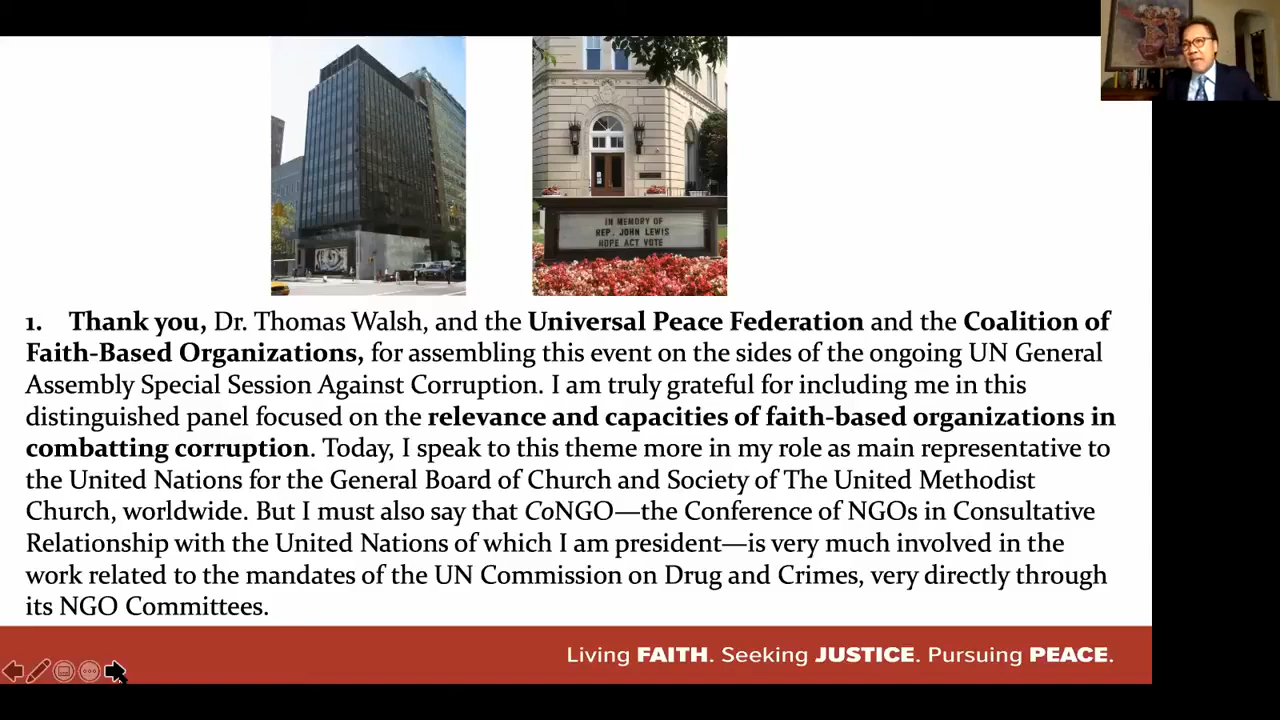 IN MEMORY OF
REP. JOHN LEWIS
HOPE ACT VOTE
1. Thank you, Dr. Thomas Walsh, and the Universal Peace Federation and the Coalition of
Faith-Based Organizations, for assembling this event on the sides of the ongoing UN General
Assembly Special Session Against Corruption. I am truly grateful for including me in this
distinguished panel focused on the relevance and capacities of faith-based organizations in
combatting corruption. Today, I speak to this theme more in my role as main representative to
the United Nations for the General Board of Church and Society of The United Methodist
Church, worldwide. But I must also say that CoNGO—the Conference of NGOs in Consultative
Relationship with the United Nations of which I am president—is very much involved in the
work related to the mandates of the UN Commission on Drug and Crimes, very directly through
its NGO Committees.
Living FAITH. Seeking JUSTICE. Pursuing PEACE.